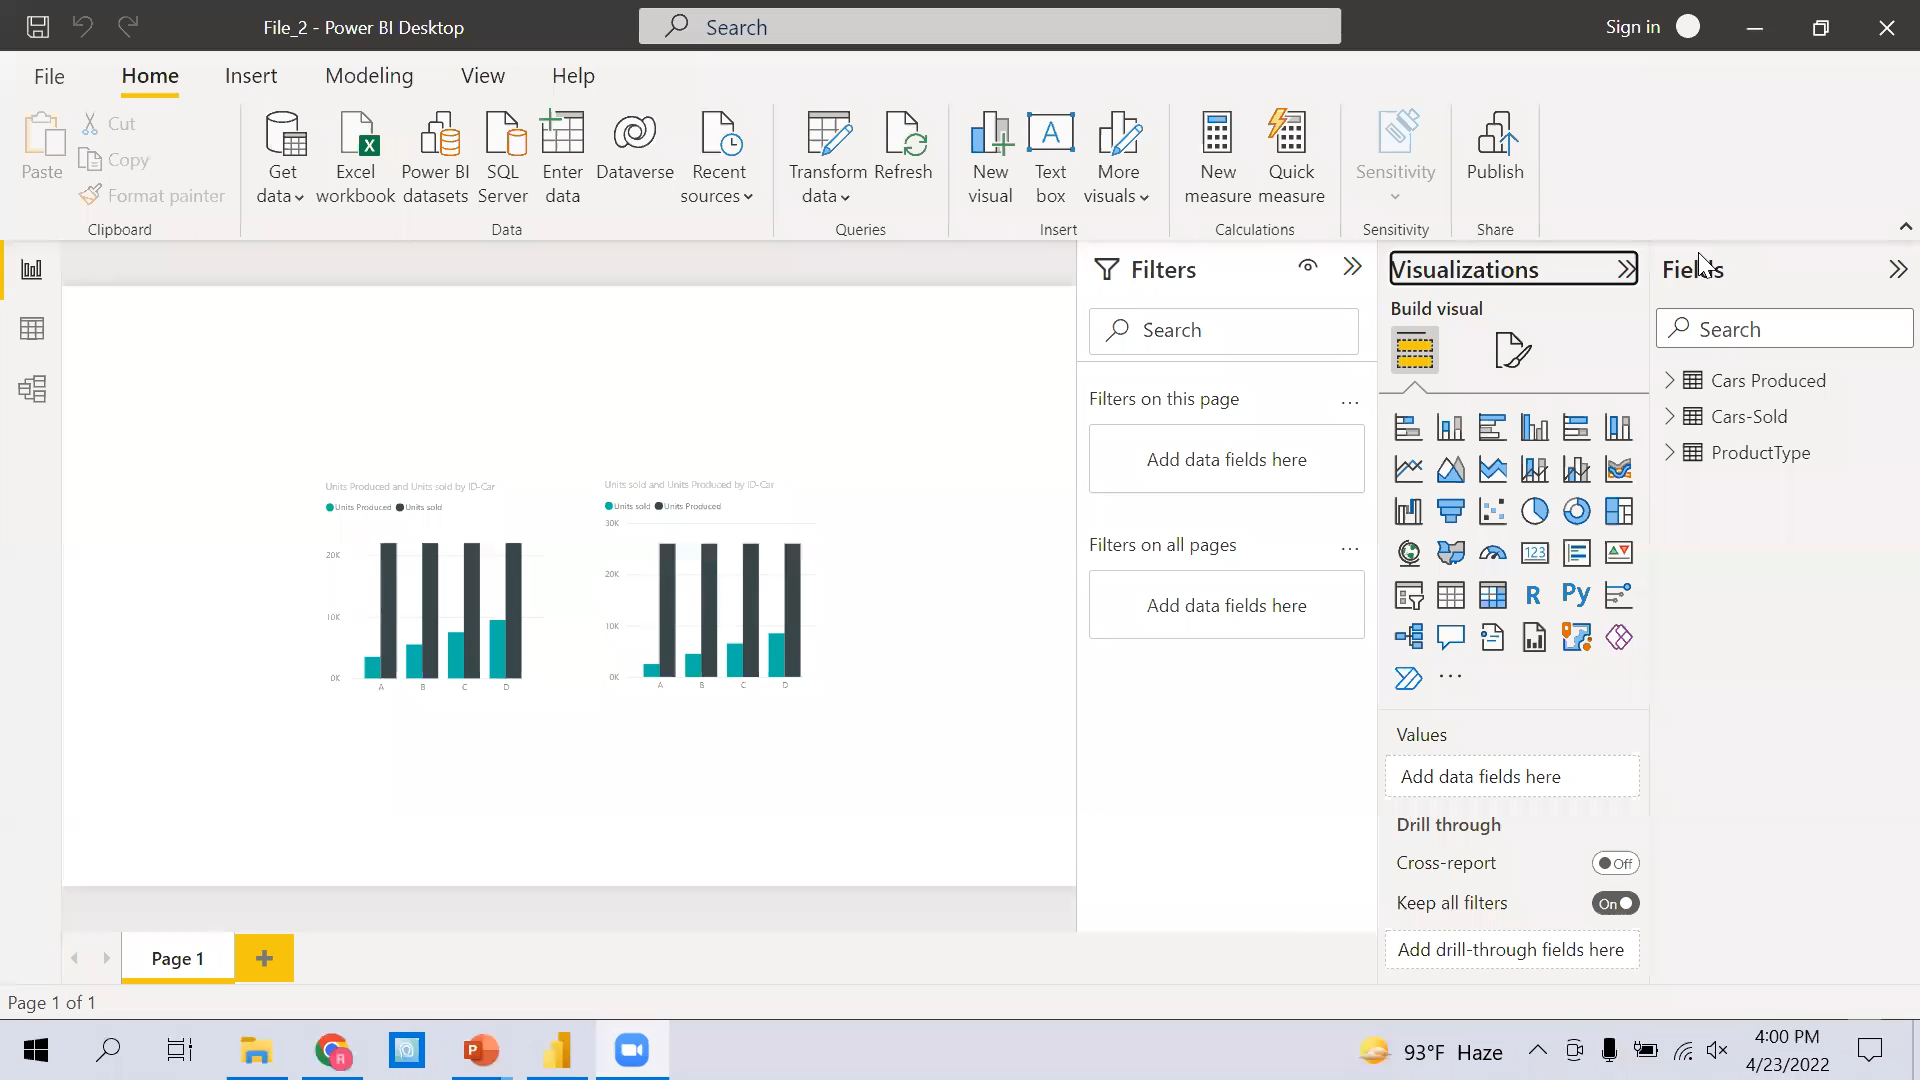 File_2 - Power BI Desktop
Search
Sign in
File
Home
Insert
Modeling
View
Help
Paste
Cut
Copy
Format painter
Clipboard
Get data
Excel workbook
Power BI datasets
SQL Server
Enter data
Dataverse
Recent sources
Data
Transform data
Refresh
Queries
New visual
Text box
More visuals
Insert
New measure
Quick measure
Calculations
Sensitivity
Sensitivity
Publish
Share
Units Produced and Units sold by ID-Car
Units Produced Units sold
20K
10K
0K
A B C D
Units sold and Units Produced by ID-Car
Units sold Units Produced
30K
20K
10K
0K
A B C D
Filters
Search
Filters on this page
...
Add data fields here
Filters on all pages
...
Add data fields here
Visualizations
Build visual
123
R
Py
...
Values
Add data fields here
Drill through
Cross-report
Off
Keep all filters
On
Add drill-through fields here
Fields
Search
Cars Produced
Cars-Sold
ProductType
Page 1
Page 1 of 1
93°F Haze
4:00 PM
4/23/2022